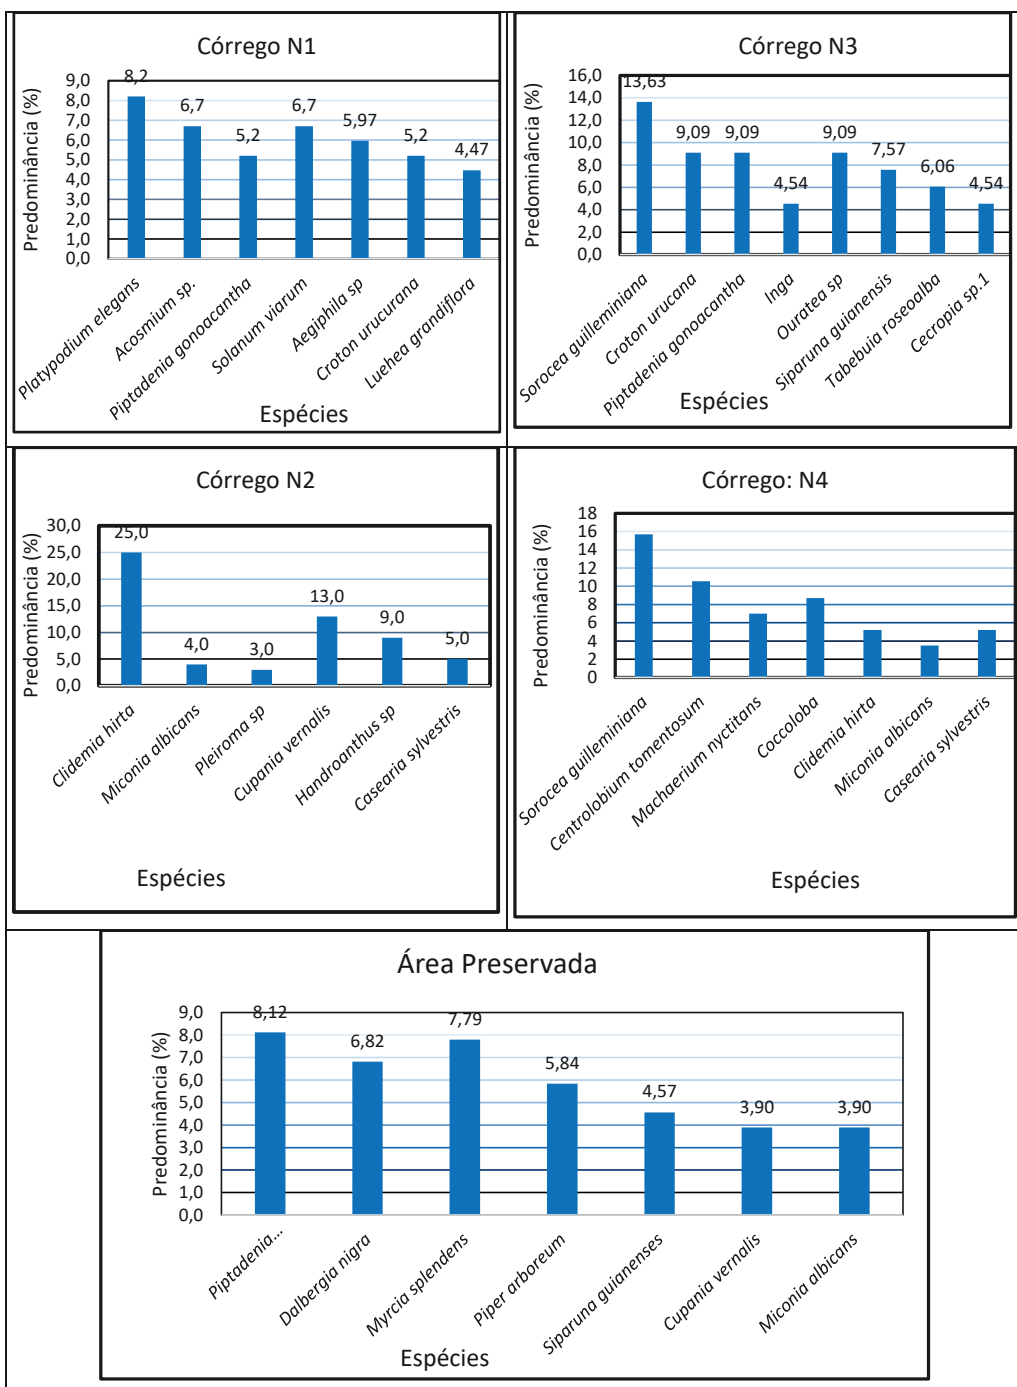 Córrego N1
Predominância (%)
9,0
8,0
7,0
6,0
5,0
4,0
3,0
2,0
1,0
0,0
8,2
6,7
5,2
6,7
5,97
5,2
4,47
Platypodium elegans
Acosmium sp.
Piptadenia gonoacantha
Solanum viarum
Aegiphila sp
Croton urucurana
Luehea grandiflora
Espécies
Córrego N3
Predominância (%)
16,0
14,0
12,0
10,0
8,0
6,0
4,0
2,0
0,0
13,63
9,09
9,09
4,54
9,09
7,57
6,06
4,54
Sorocea guilleminiana
Croton urucana
Piptadenia gonoacantha
Inga
Ouratea sp
Siparuna guianensis
Tabebuia roseoalba
Cecropia sp.1
Espécies
Córrego N2
Predominância (%)
30,0
25,0
20,0
15,0
10,0
5,0
0,0
25,0
4,0
3,0
13,0
9,0
5,0
Clidemia hirta
Miconia albicans
Pleiroma sp
Cupania vernalis
Handroanthus sp
Casearia sylvestris
Espécies
Córrego: N4
Predominância (%)
18
16
14
12
10
8
6
4
2
0
Sorocea guilleminiana
Centrolobium tomentosum
Machaerium nyctitans
Coccoloba
Clidemia hirta
Miconia albicans
Casearia sylvestris
Espécies
Área Preservada
Predominância (%)
9,0
8,0
7,0
6,0
5,0
4,0
3,0
2,0
1,0
0,0
8,12
6,82
7,79
5,84
4,57
3,90
3,90
Piptadenia...
Dalbergia nigra
Myrcia splendens
Piper arboreum
Siparuna guianenses
Cupania vernalis
Miconia albicans
Espécies